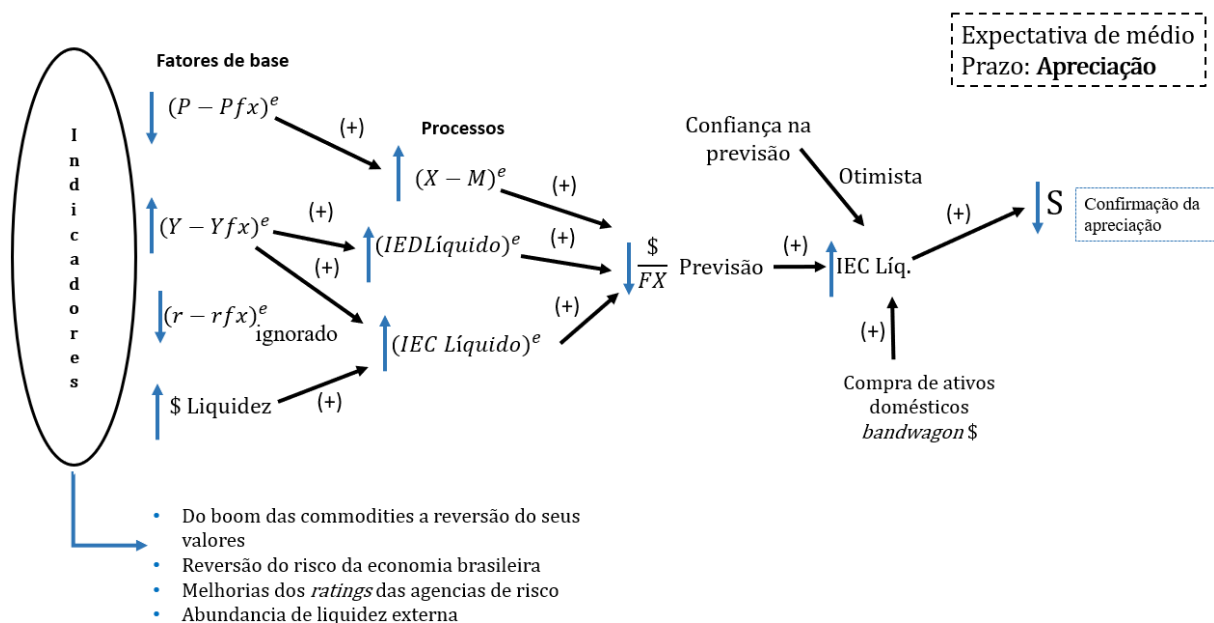 Expectativa de médio
Prazo: Apreciação
Indicadores
Fatores de base
(P − Pfx)^e
(+)
Processos
(X − M)^e
(+)
Confiança na
previsão
Otimista
(+)
S
Confirmação da
apreciação
(Y − Yfx)^e
(+)
(IEDLíquido)^e
(+)
(+)
$/FX Previsão
(+)
IEC Líq.
(r − rfx)^e
ignorado
(IEC Líquido)^e
(+)
$ Liquidez
(+)
(+)
Compra de ativos
domésticos
bandwagon $
• Do boom das commodities a reversão do seus
valores
• Reversão do risco da economia brasileira
• Melhorias dos ratings das agencias de risco
• Abundancia de liquidez externa